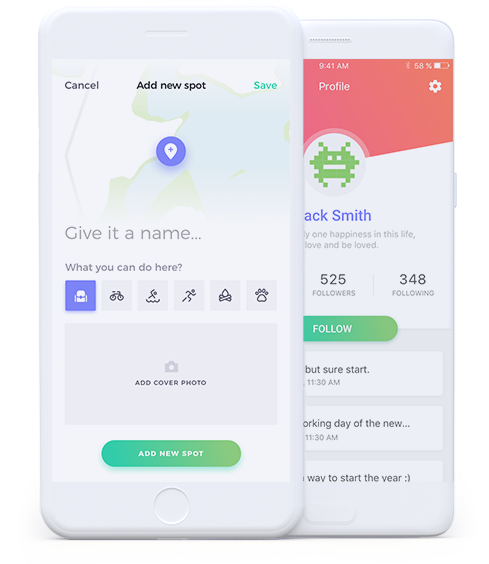 Cancel Add new spot Save
Give it a name...
What you can do here?
ADD COVER PHOTO
ADD NEW SPOT
9:41 AM 58 %
Profile
ack Smith
ly one happiness in this life,
love and be loved.
525 348
FOLLOWERS FOLLOWING
FOLLOW
but sure start.
, 11:30 AM
orking day of the new...
11:30 AM
way to start the year :)